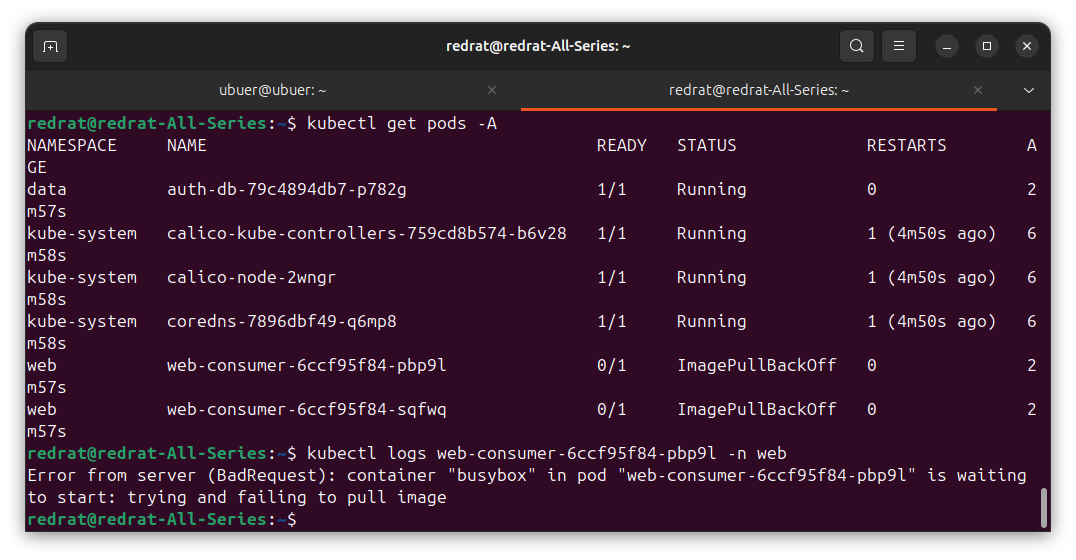 redrat@redrat-All-Series: ~
ubuer@ubuer: ~
redrat@redrat-All-Series: ~
redrat@redrat-All-Series:~$ kubectl get pods -A
NAMESPACE     NAME                                       READY   STATUS             RESTARTS        A
GE
data          auth-db-79c4894db7-p782g                   1/1     Running            0               2
m57s
kube-system   calico-kube-controllers-759cd8b574-b6v28   1/1     Running            1 (4m50s ago)   6
m58s
kube-system   calico-node-2wngr                          1/1     Running            1 (4m50s ago)   6
m58s
kube-system   coredns-7896dbf49-q6mp8                    1/1     Running            1 (4m50s ago)   6
m58s
web           web-consumer-6ccf95f84-pbp9l               0/1     ImagePullBackOff   0               2
m57s
web           web-consumer-6ccf95f84-sqfwq               0/1     ImagePullBackOff   0               2
m57s
redrat@redrat-All-Series:~$ kubectl logs web-consumer-6ccf95f84-pbp9l -n web
Error from server (BadRequest): container "busybox" in pod "web-consumer-6ccf95f84-pbp9l" is waiting
to start: trying and failing to pull image
redrat@redrat-All-Series:~$